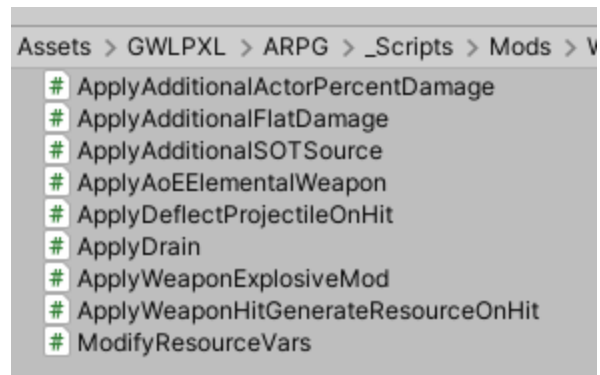 Assets > GWLPXL > ARPG > _Scripts > Mods >
# ApplyAdditionalActorPercentDamage
# ApplyAdditionalFlatDamage
# ApplyAdditionalSOTSource
# ApplyAoEElementalWeapon
# ApplyDeflectProjectileOnHit
# ApplyDrain
# ApplyWeaponExplosiveMod
# ApplyWeaponHitGenerateResourceOnHit
# ModifyResourceVars